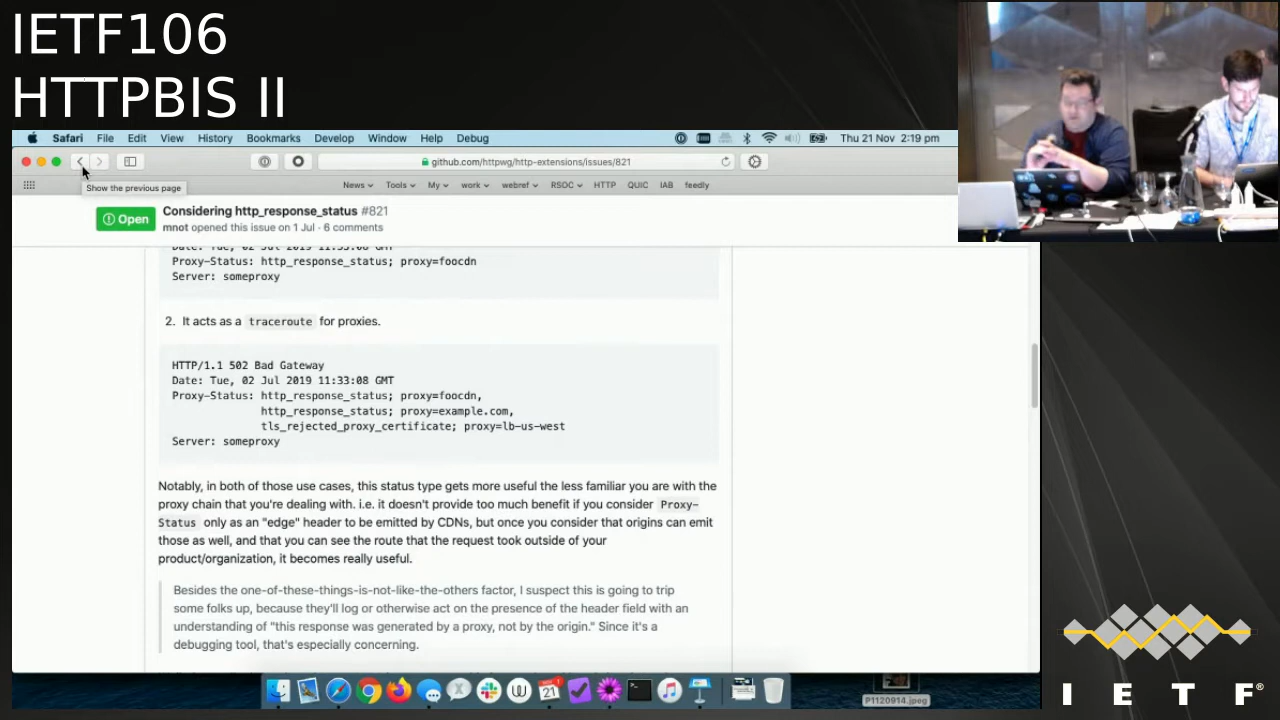 IETF106
HTTPBIS II
Safari File Edit View History Bookmarks Develop Window Help Debug
Thu 21 Nov 2:19 pm
github.com/httpwg/http-extensions/issues/821
Show the previous page
News Tools My work webref RSOC HTTP QUIC IAB feedly
Open
Considering http_response_status #821
mnot opened this issue on 1 Jul · 6 comments
Date: Tue, 02 Jul 2019 11:33:08 GMT
Proxy-Status: http_response_status; proxy=foocdn
Server: someproxy
2. It acts as a traceroute for proxies.
HTTP/1.1 502 Bad Gateway
Date: Tue, 02 Jul 2019 11:33:08 GMT
Proxy-Status: http_response_status; proxy=foocdn,
http_response_status; proxy=example.com,
tls_rejected_proxy_certificate; proxy=lb-us-west
Server: someproxy
Notably, in both of those use cases, this status type gets more useful the less familiar you are with the
proxy chain that you're dealing with. i.e. it doesn't provide too much benefit if you consider Proxy-
Status only as an "edge" header to be emitted by CDNs, but once you consider that origins can emit
those as well, and that you can see the route that the request took outside of your
product/organization, it becomes really useful.
Besides the one-of-these-things-is-not-like-the-others factor, I suspect this is going to trip
some folks up, because they'll log or otherwise act on the presence of the header field with an
understanding of "this response was generated by a proxy, not by the origin." Since it's a
debugging tool, that's especially concerning.
21
P1120914.jpeg
I E T F®